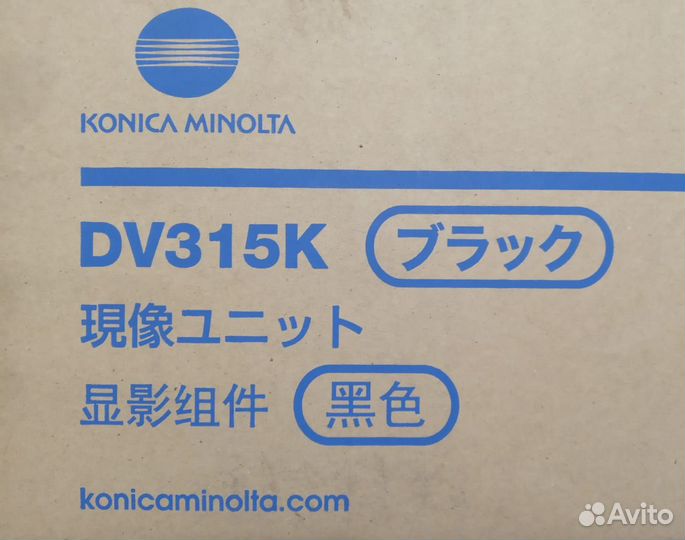 KONICA MINOLTA
DV315K ブラック
現像ユニット
显影组件 黑色
konicaminolta.com
Avito